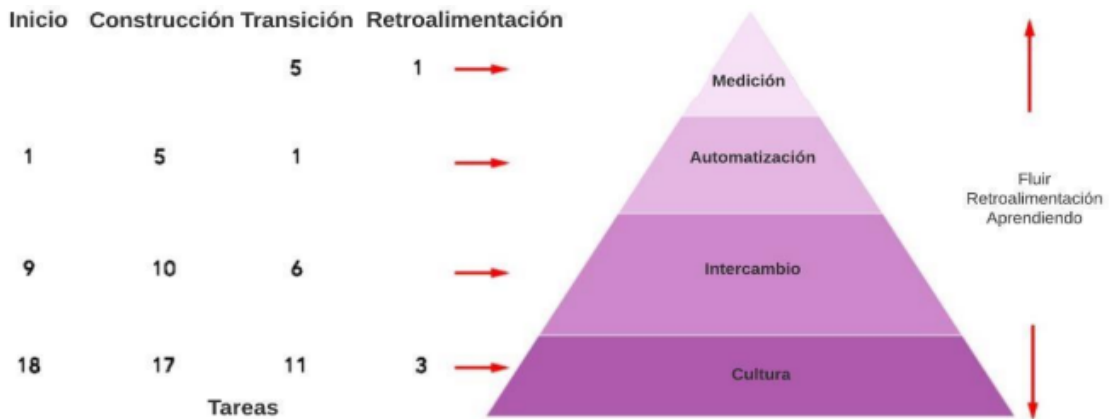 Inicio Construcción Transición Retroalimentación
5 1
Medición
1 5 1
Automatización
Fluir
Retroalimentación
Aprendiendo
9 10 6
Intercambio
18 17 11 3
Cultura
Tareas